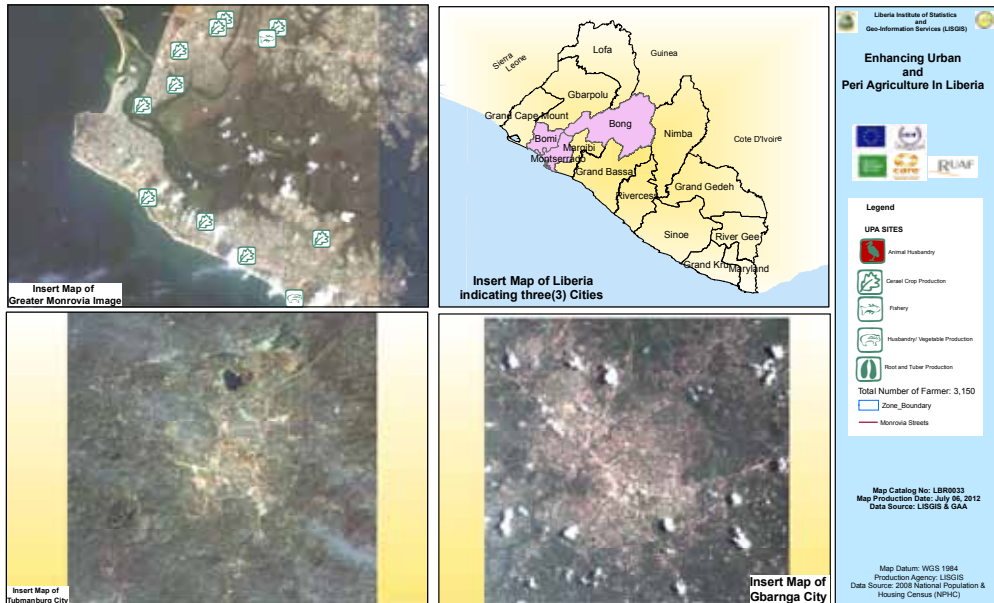 Insert Map of
Greater Monrovia Image
Sierra
Leone
Guinea
Lofa
Gbarpolu
Grand Cape Mount
Bong
Bomi
Nimba
Cote D'Ivoire
Margibi
Montserrado
Grand Bassa
Grand Gedeh
Rivercess
Sinoe
River Gee
Grand Kru
Maryland
Insert Map of Liberia
indicating three(3) Cities
Insert Map of
Tubmanburg City
Insert Map of
Gbarnga City
Liberia Institute of Statistics
and
Geo-Information Services (LISGIS)
Enhancing Urban
and
Peri Agriculture In Liberia
care
RUAF
Legend
UPA SITES
Animal Husbandry
Cerael Crop Production
Fishery
Husbandry/ Vegetable Production
Root and Tuber Production
Total Number of Farmer: 3,150
Zone_Boundary
Monrovia Streets
Map Catalog No: LBR0033
Map Production Date: July 06, 2012
Data Source: LISGIS & GAA
Map Datum: WGS 1984
Production Agency: LISGIS
Data Source: 2008 National Population &
Housing Census (NPHC)